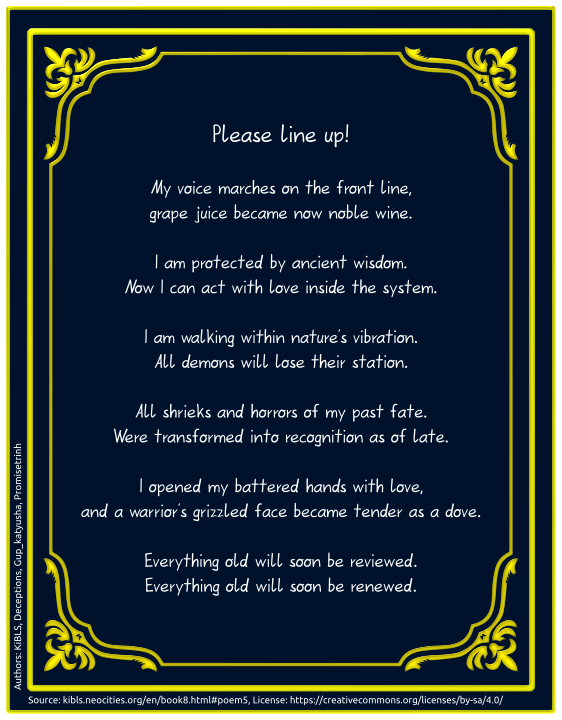 Please line up!
My voice marches on the front line,
grape juice became now noble wine.
I am protected by ancient wisdom.
Now I can act with love inside the system.
I am walking within nature's vibration.
All demons will lose their station.
All shrieks and horrors of my past fate.
Were transformed into recognition as of late.
I opened my battered hands with love,
and a warrior's grizzled face became tender as a dove.
Everything old will soon be reviewed.
Everything old will soon be renewed.
Authors: KiBLS, Deceptions, Gup_katyusha, Promisetrinh
Source: kibls.neocities.org/en/book8.html#poem5, License: https://creativecommons.org/licenses/by-sa/4.0/